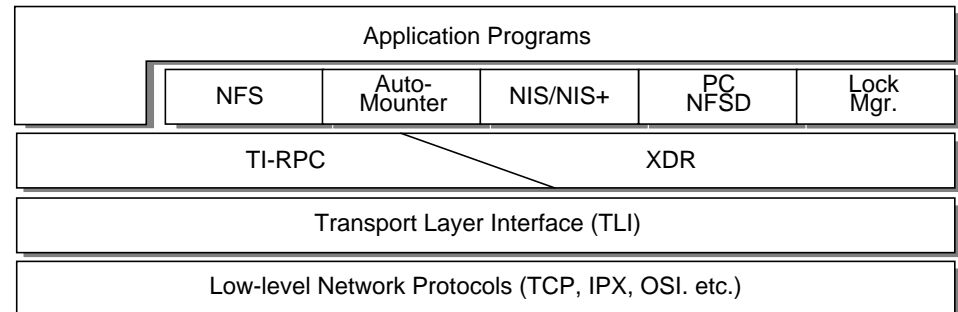 Application Programs
NFS
Auto-
Mounter
NIS/NIS+
PC
NFSD
Lock
Mgr.
TI-RPC
XDR
Transport Layer Interface (TLI)
Low-level Network Protocols (TCP, IPX, OSI. etc.)